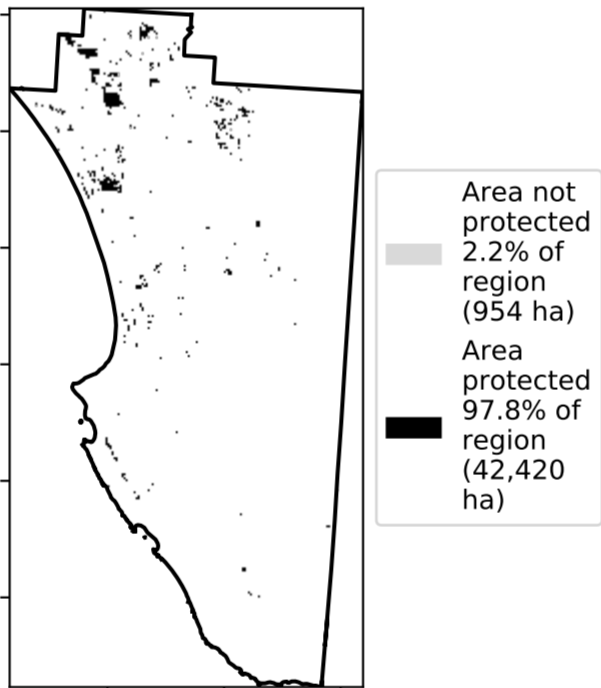 Area not
protected
2.2% of
region
(954 ha)
Area
protected
97.8% of
region
(42,420
ha)